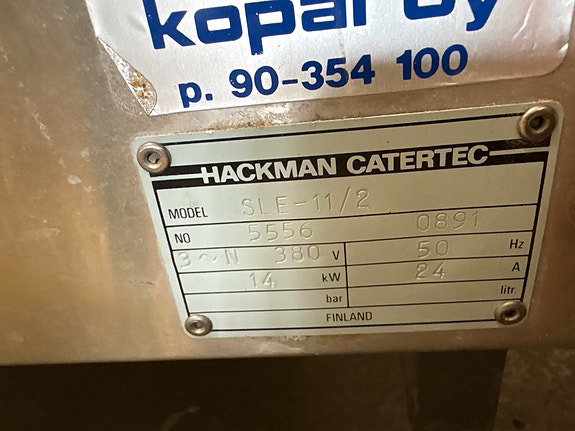 kopal oy
p. 90-354 100
HACKMAN CATERTEC
MODEL SLE-11/2
NO 5556 0891
3~N 380 V 50 Hz
14 kW 24 A
bar litr.
FINLAND